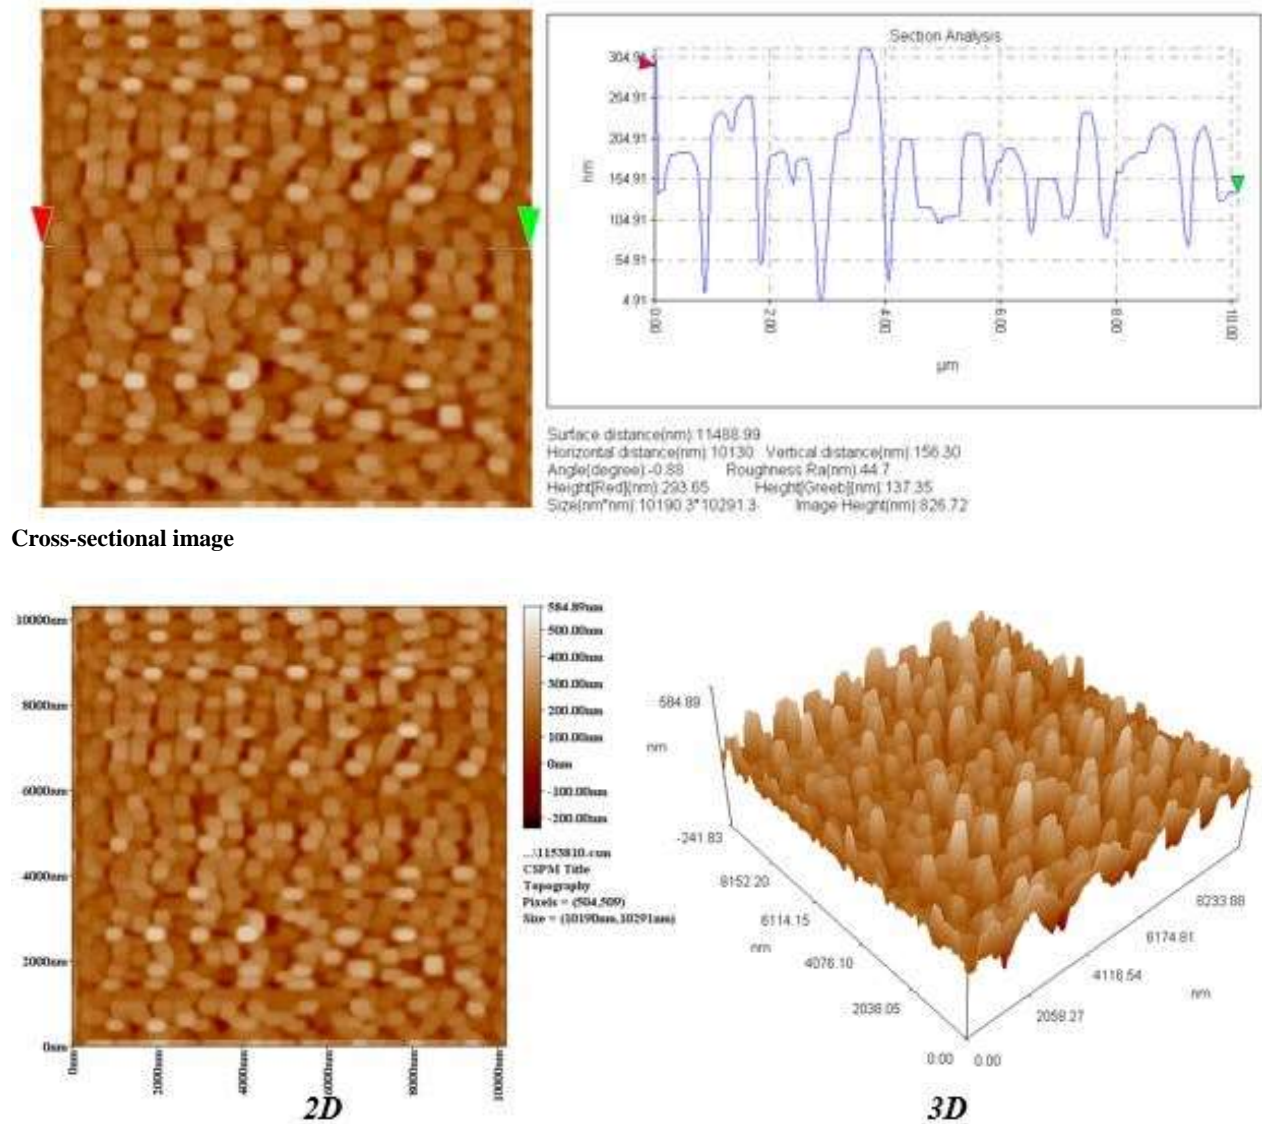 Section Analysis
304.91
264.91
204.91
154.91
104.91
54.91
4.91
nm
0.00
2.00
4.00
6.00
8.00
10.00
µm
Surface distance(nm) 11488.99
Horizontal distance(nm) 10130 Vertical distance(nm) 156.30
Angle(degree) -0.88 Roughness Ra(nm) 44.7
Height[Red](nm) 293.65 Height[Greeb](nm) 137.35
Size(nm*nm) 10190.3*10291.3 Image Height(nm) 826.72
Cross-sectional image
10000nm
8000nm
6000nm
4000nm
2000nm
0nm
0nm
2000nm
4000nm
6000nm
8000nm
10000nm
2D
584.89nm
500.00nm
400.00nm
300.00nm
200.00nm
100.00nm
0nm
-100.00nm
-200.00nm
...\1153810.csm
CSPM Title
Topography
Pixels = (504,509)
Size = (10190nm,10291nm)
584.89
nm
-241.83
8152.20
6114.15
nm
4076.10
2038.05
0.00
0.00
2058.27
4116.54
nm
6174.81
8233.88
3D